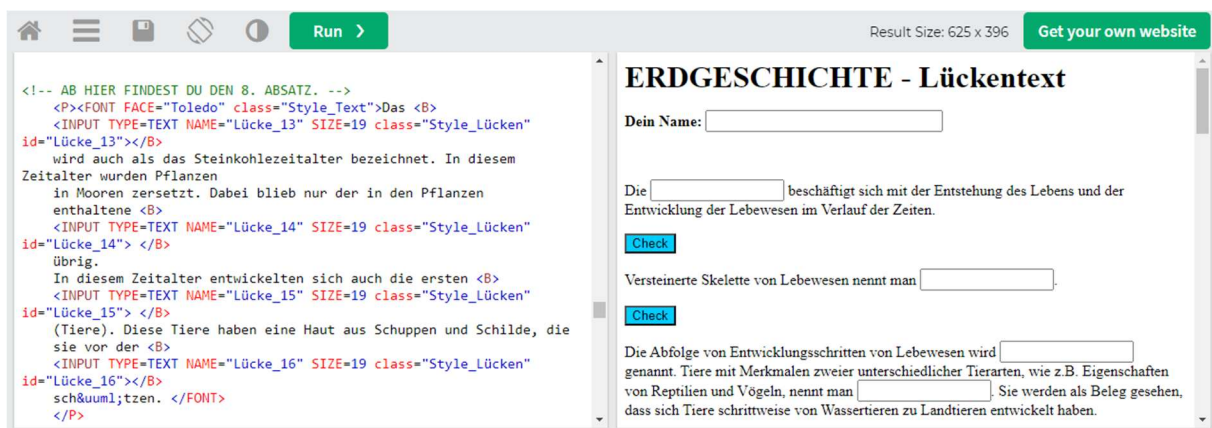 Run ❯
Result Size: 625 x 396
Get your own website
<!-- AB HIER FINDEST DU DEN 8. ABSATZ. -->
<P><FONT FACE="Toledo" class="Style_Text">Das <B>
<INPUT TYPE=TEXT NAME="Lücke_13" SIZE=19 class="Style_Lücken"
id="Lücke_13"></B>
wird auch als das Steinkohlezeitalter bezeichnet. In diesem
Zeitalter wurden Pflanzen
in Mooren zersetzt. Dabei blieb nur der in den Pflanzen
enthaltene <B>
<INPUT TYPE=TEXT NAME="Lücke_14" SIZE=19 class="Style_Lücken"
id="Lücke_14"> </B>
übrig.
In diesem Zeitalter entwickelten sich auch die ersten <B>
<INPUT TYPE=TEXT NAME="Lücke_15" SIZE=19 class="Style_Lücken"
id="Lücke_15"> </B>
(Tiere). Diese Tiere haben eine Haut aus Schuppen und Schilde, die
sie vor der <B>
<INPUT TYPE=TEXT NAME="Lücke_16" SIZE=19 class="Style_Lücken"
id="Lücke_16"></B>
sch&uuml;tzen. </FONT>
</P>
ERDGESCHICHTE - Lückentext
Dein Name:
Die beschäftigt sich mit der Entstehung des Lebens und der
Entwicklung der Lebewesen im Verlauf der Zeiten.
Check
Versteinerte Skelette von Lebewesen nennt man .
Check
Die Abfolge von Entwicklungsschritten von Lebewesen wird
genannt. Tiere mit Merkmalen zweier unterschiedlicher Tierarten, wie z.B. Eigenschaften
von Reptilien und Vögeln, nennt man . Sie werden als Beleg gesehen,
dass sich Tiere schrittweise von Wassertieren zu Landtieren entwickelt haben.